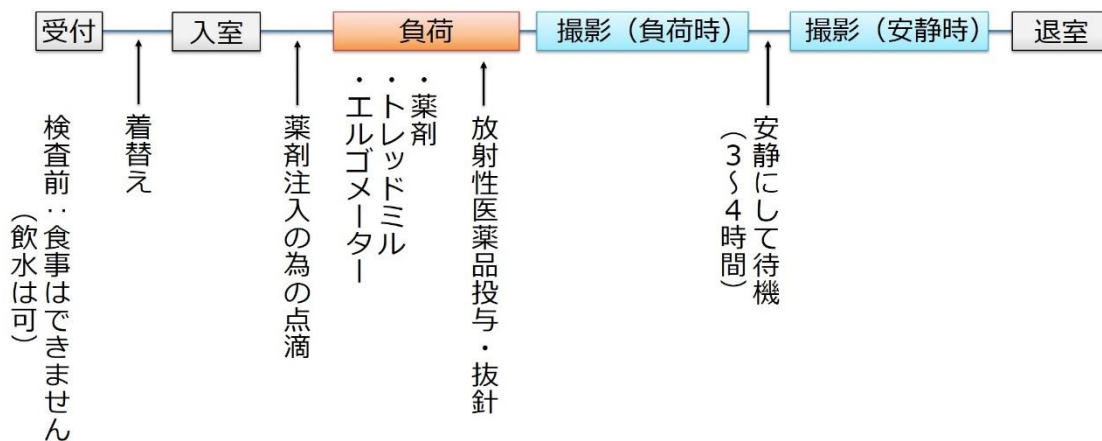 受付
入室
負荷
撮影（負荷時）
撮影（安静時）
退室
検査前：食事はできません
（飲水は可）
着替え
薬剤注入の為の点滴
・薬剤
・トレッドミル
・エルゴメーター
放射性医薬品投与・抜針
安静にして待機
（３～４時間）